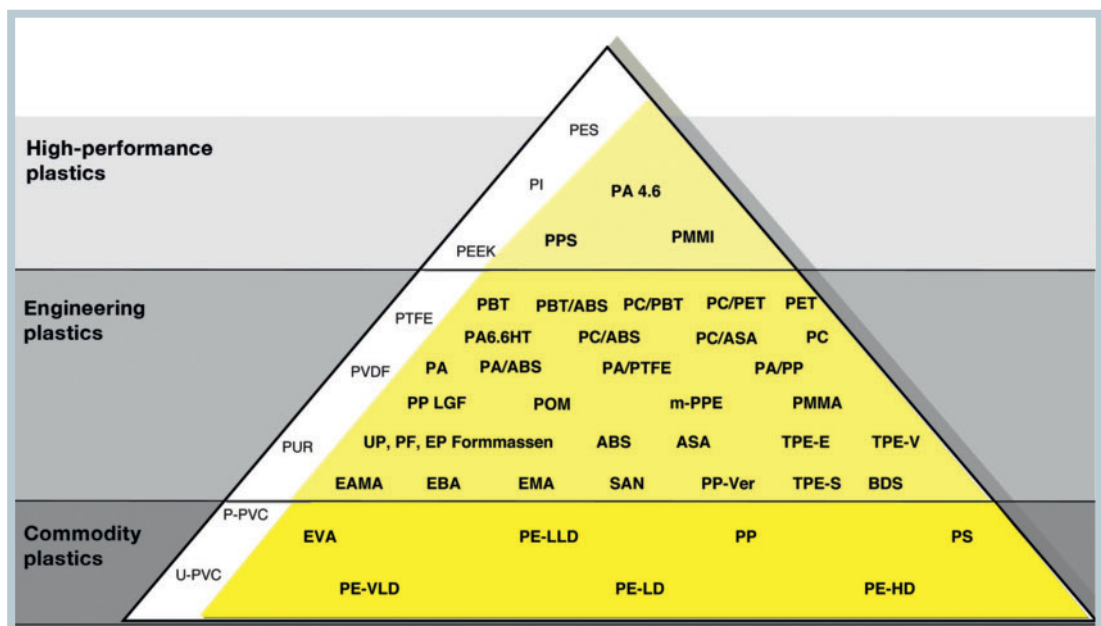 High-performance
plastics
PES
PI
PA 4.6
PEEK
PPS
PMMI
Engineering
plastics
PTFE
PBT
PBT/ABS
PC/PBT
PC/PET
PET
PA6.6HT
PC/ABS
PC/ASA
PC
PVDF
PA
PA/ABS
PA/PTFE
PA/PP
PP LGF
POM
m-PPE
PMMA
PUR
UP, PF, EP Formmassen
ABS
ASA
TPE-E
TPE-V
EAMA
EBA
EMA
SAN
PP-Ver
TPE-S
BDS
Commodity
plastics
P-PVC
EVA
PE-LLD
PP
PS
U-PVC
PE-VLD
PE-LD
PE-HD